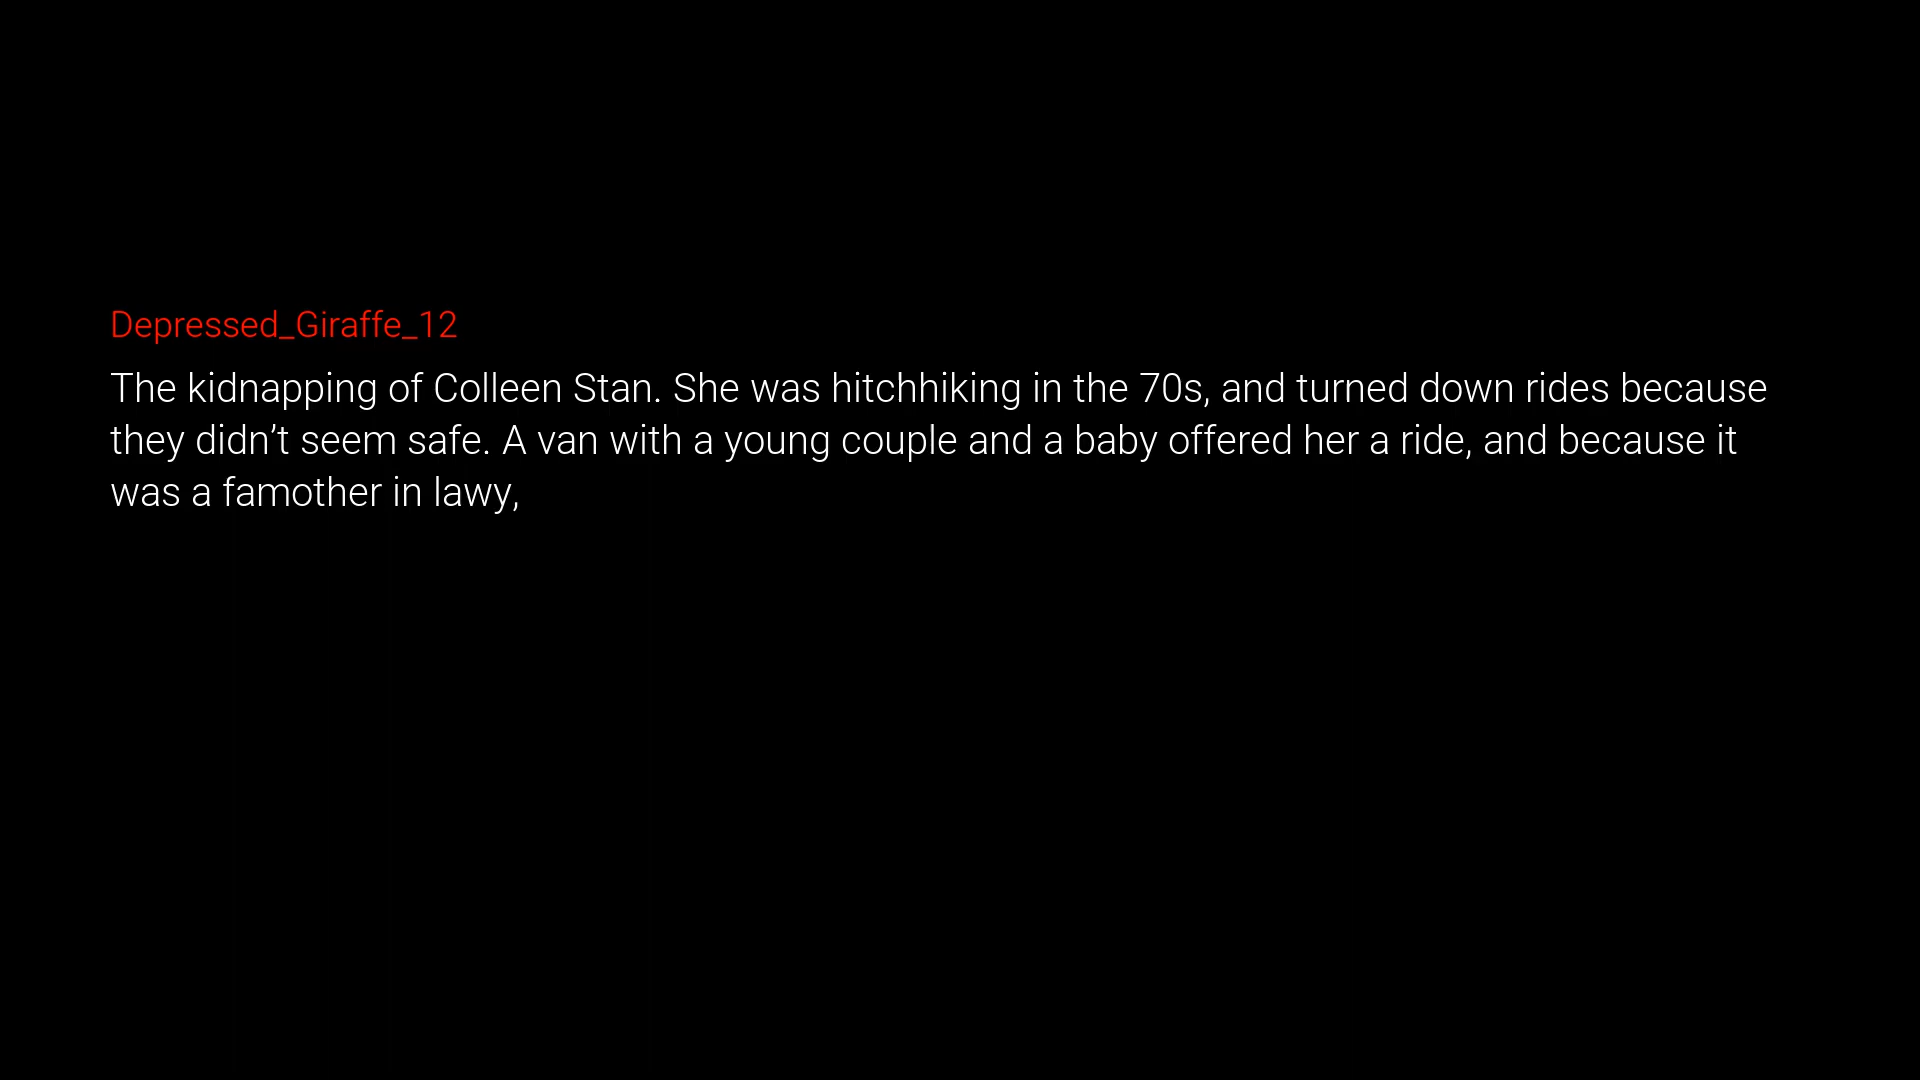 Depressed_Giraffe_12
The kidnapping of Colleen Stan. She was hitchhiking in the 70s, and turned down rides because
they didn’t seem safe. A van with a young couple and a baby offered her a ride, and because it
was a famother in lawy,